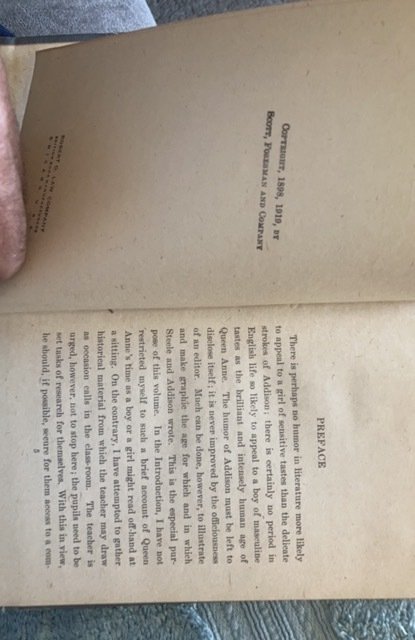 COPYRIGHT, 1898, 1919, BY
SCOTT, FORESMAN AND COMPANY
ROBERT O. LAW COMPANY
PREFACE
There is perhaps no humor in literature more likely
to appeal to a girl of sensitive tastes than the delicate
strokes of Addison; there is certainly no period in
English life so likely to appeal to a boy of masculine
tastes as the brilliant and intensely human age of
Queen Anne. The humor of Addison must be left to
disclose itself; it is never improved by the officiousness
of an editor. Much can be done, however, to illustrate
and make graphic the age for which and in which
Steele and Addison wrote. This is the especial pur-
pose of this volume. In the Introduction, I have not
restricted myself to such a brief account of Queen
Anne's time as a boy or a girl might read off-hand at
a sitting. On the contrary, I have attempted to gather
historical material from which the teacher may draw
as occasion calls in the class-room. The teacher is
urged, however, not to stop here; the pupils need to be
set tasks of research for themselves. With this in view,
he should, if possible, secure for them access to a com-
5